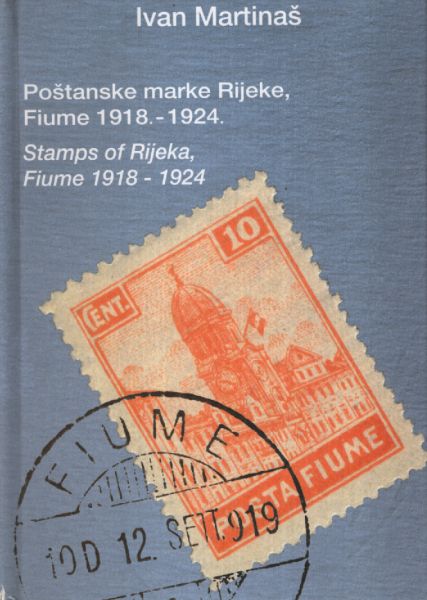 Ivan Martinaš
Poštanske marke Rijeke,
Fiume 1918.-1924.
Stamps of Rijeka,
Fiume 1918 - 1924
10
CENT.
POSTA FIUME
FIUME
10D 12. SETT. 919